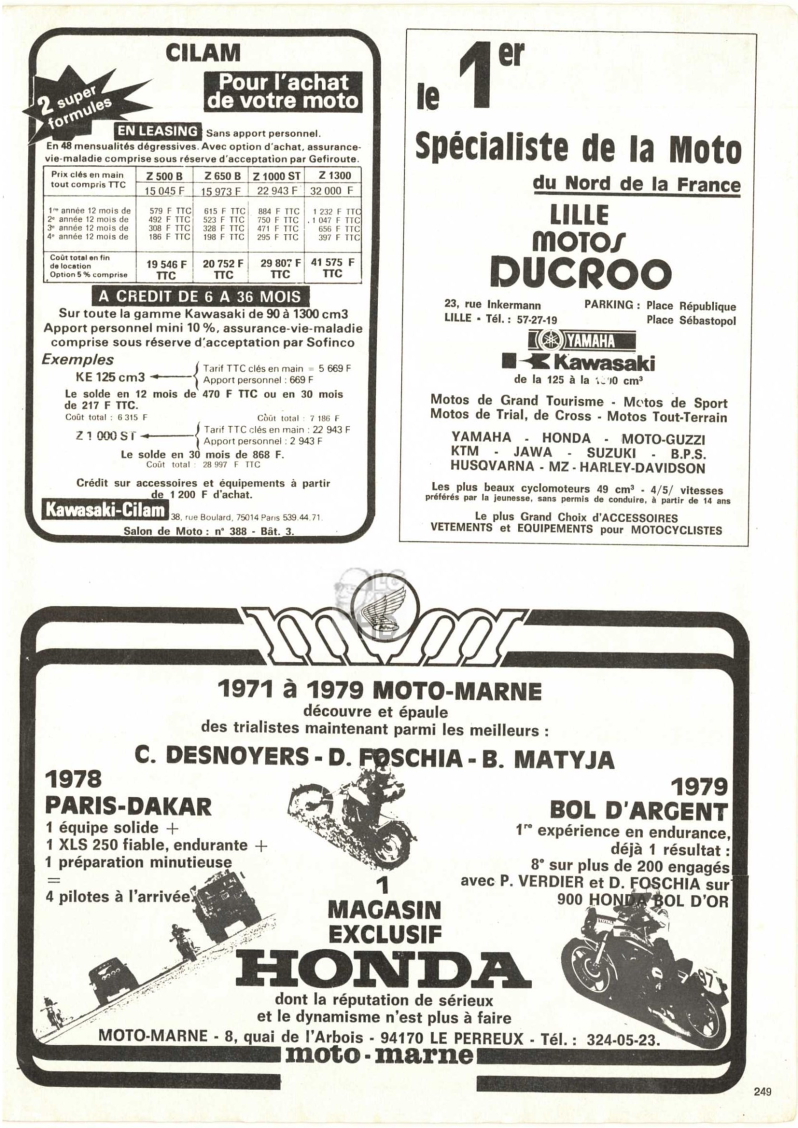 CILAM
2 super
formules
Pour l'achat
de votre moto
EN LEASING Sans apport personnel.
En 48 mensualités dégressives. Avec option d'achat, assurance-
vie-maladie comprise sous réserve d'acceptation par Gefiroute.
Prix clés en main
tout compris TTC
Z 500 B Z 650 B Z 1000 ST Z 1300
15 045 F 15 973 F 22 943 F 32 000 F
1re année 12 mois de 579 F TTC 615 F TTC 884 F TTC 1 232 F TTC
2e année 12 mois de 492 F TTC 523 F TTC 750 F TTC 1 047 F TTC
3e année 12 mois de 308 F TTC 328 F TTC 471 F TTC 656 F TTC
4e année 12 mois de 186 F TTC 198 F TTC 295 F TTC 397 F TTC
Coût total en fin
de location
Option 5 % comprise
19 546 F 20 752 F 29 807 F 41 575 F
TTC TTC TTC TTC
A CREDIT DE 6 A 36 MOIS
Sur toute la gamme Kawasaki de 90 à 1300 cm3
Apport personnel mini 10 %, assurance-vie-maladie
comprise sous réserve d'acceptation par Sofinco
Exemples
KE 125 cm3
Tarif TTC clés en main = 5 669 F
Apport personnel : 669 F
Le solde en 12 mois de 470 F TTC ou en 30 mois
de 217 F TTC.
Coût total : 6 315 F Coût total : 7 186 F
Z 1 000 ST
Tarif TTC clés en main : 22 943 F
Apport personnel : 2 943 F
Le solde en 30 mois de 868 F.
Coût total : 28 997 F TTC
Crédit sur accessoires et équipements à partir
de 1 200 F d'achat.
Kawasaki-Cilam 38, rue Boulard, 75014 Paris 539.44.71.
Salon de Moto : n° 388 - Bât. 3.
le 1er
Spécialiste de la Moto
du Nord de la France
LILLE
MOTOS
DUCROO
23, rue Inkermann PARKING : Place République
LILLE • Tél. : 57-27-19 Place Sébastopol
YAMAHA
Kawasaki
de la 125 à la cm³
Motos de Grand Tourisme - Motos de Sport
Motos de Trial, de Cross - Motos Tout-Terrain
YAMAHA - HONDA - MOTO-GUZZI
KTM - JAWA - SUZUKI - B.P.S.
HUSQVARNA - MZ - HARLEY-DAVIDSON
Les plus beaux cyclomoteurs 49 cm³ - 4/5/ vitesses
préférés par la jeunesse, sans permis de conduire, à partir de 14 ans
Le plus Grand Choix d'ACCESSOIRES
VETEMENTS et EQUIPEMENTS pour MOTOCYCLISTES
1971 à 1979 MOTO-MARNE
découvre et épaule
des trialistes maintenant parmi les meilleurs :
C. DESNOYERS - D. FOSCHIA - B. MATYJA
1978
PARIS-DAKAR
1 équipe solide +
1 XLS 250 fiable, endurante +
1 préparation minutieuse
=
4 pilotes à l'arrivée.
1979
BOL D'ARGENT
1re expérience en endurance,
déjà 1 résultat :
8e sur plus de 200 engagés
avec P. VERDIER et D. FOSCHIA sur
900 HONDA BOL D'OR
1
MAGASIN
EXCLUSIF
HONDA
dont la réputation de sérieux
et le dynamisme n'est plus à faire
MOTO-MARNE - 8, quai de l'Arbois - 94170 LE PERREUX - Tél. : 324-05-23.
moto-marne
249